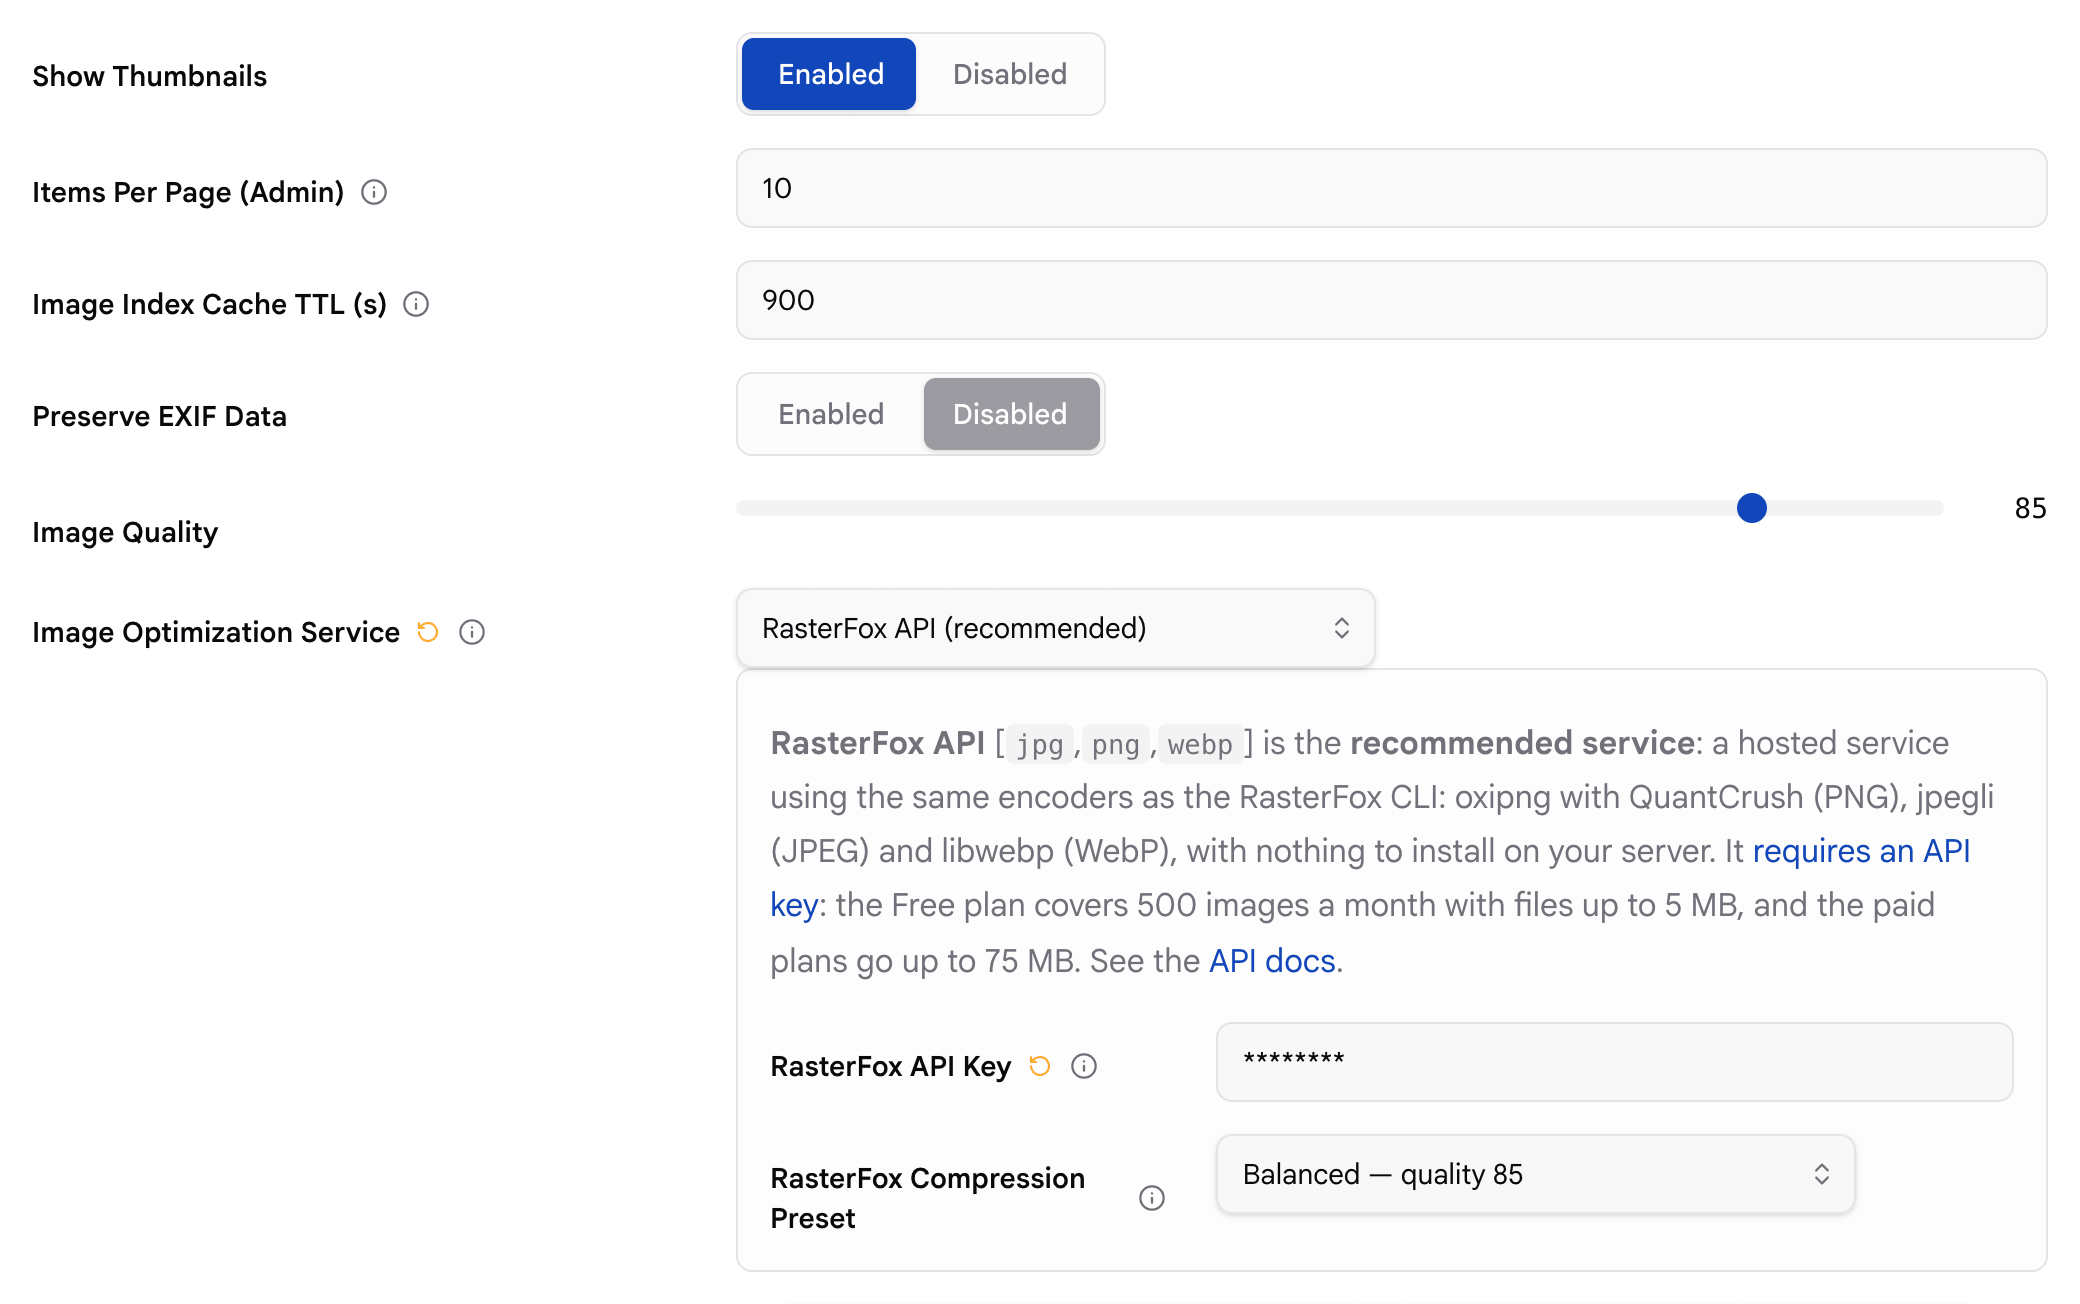 Show Thumbnails
Enabled Disabled
Items Per Page (Admin)
10
Image Index Cache TTL (s)
900
Preserve EXIF Data
Enabled Disabled
Image Quality
85
Image Optimization Service
RasterFox API (recommended)
RasterFox API [jpg,png,webp] is the recommended service: a hosted service
using the same encoders as the RasterFox CLI: oxipng with QuantCrush (PNG), jpegli
(JPEG) and libwebp (WebP), with nothing to install on your server. It requires an API
key: the Free plan covers 500 images a month with files up to 5 MB, and the paid
plans go up to 75 MB. See the API docs.
RasterFox API Key
********
RasterFox Compression
Preset
Balanced — quality 85